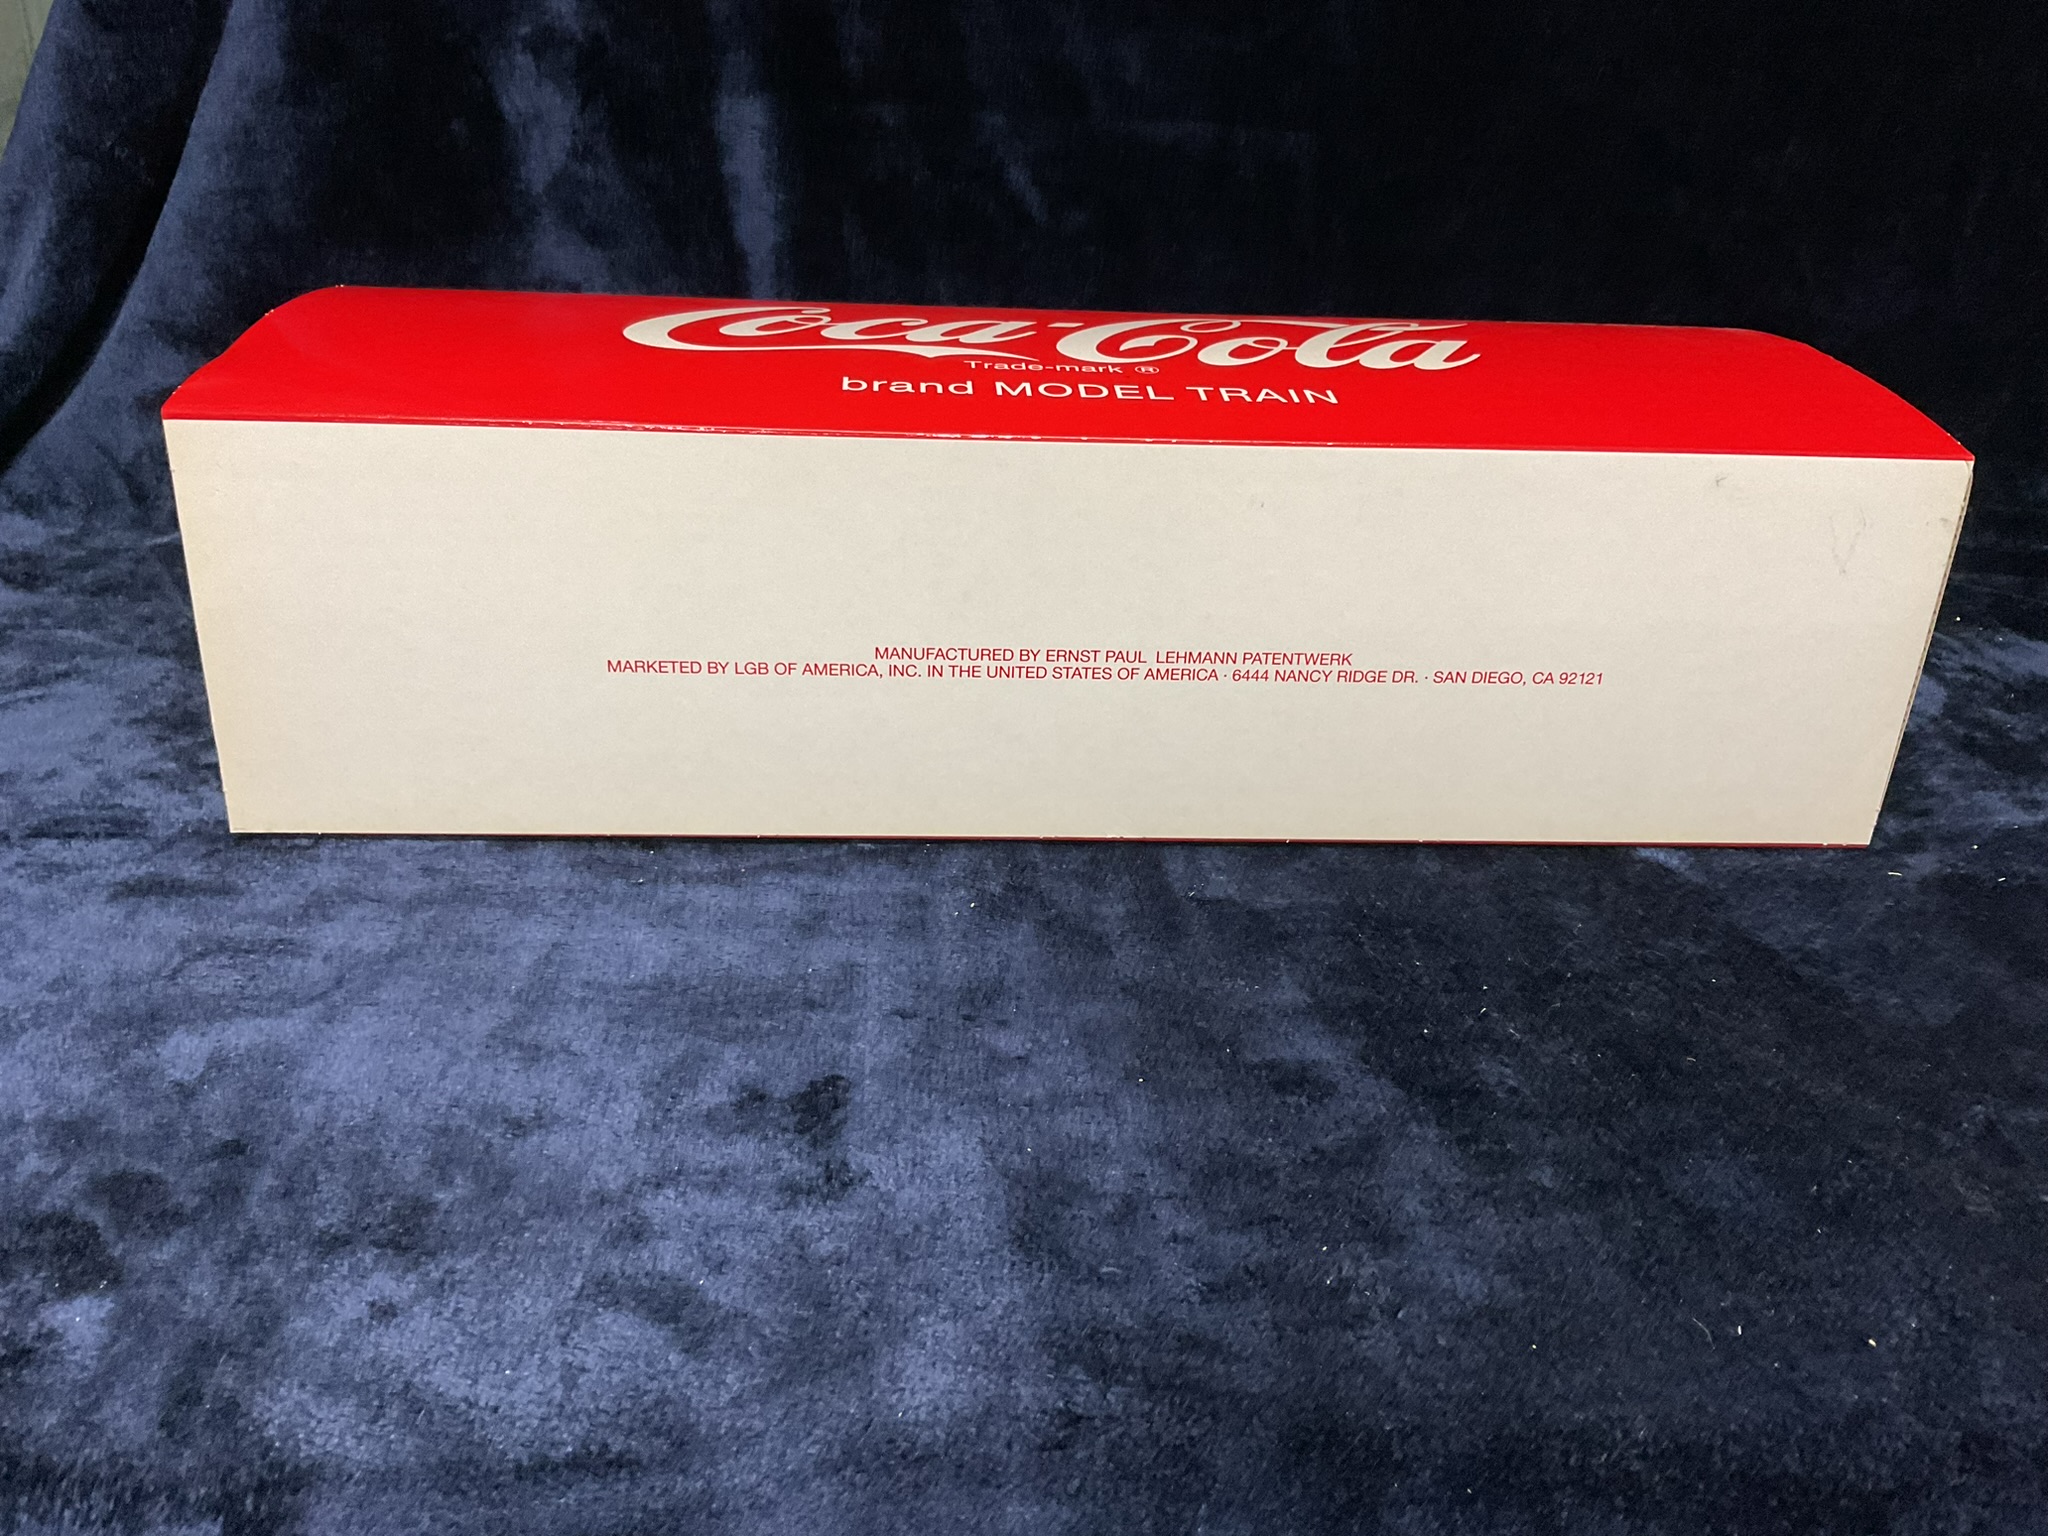 Coca-Cola
Trade-mark ®
brand MODEL TRAIN
MANUFACTURED BY ERNST PAUL LEHMANN PATENTWERK
MARKETED BY LGB OF AMERICA, INC. IN THE UNITED STATES OF AMERICA · 6444 NANCY RIDGE DR. · SAN DIEGO, CA 92121